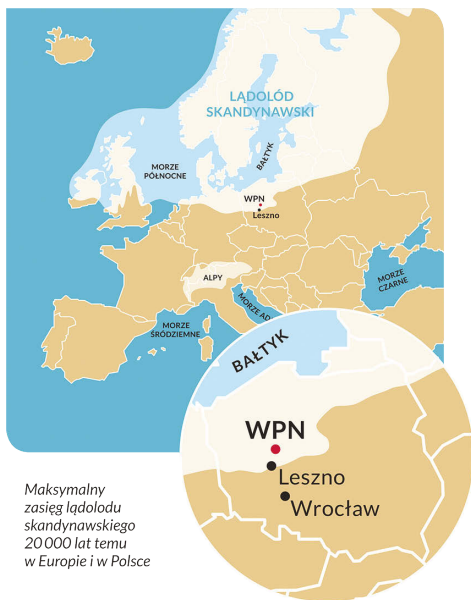 LĄDOLÓD
SKANDYNAWSKI
MORZE
PÓŁNOCNE
BAŁTYK
WPN
Leszno
ALPY
MORZE
CZARNE
MORZE AD
MORZE
ŚRÓDZIEMNE
BAŁTYK
WPN
Leszno
Wrocław
Maksymalny
zasięg lądolodu
skandynawskiego
20 000 lat temu
w Europie i w Polsce